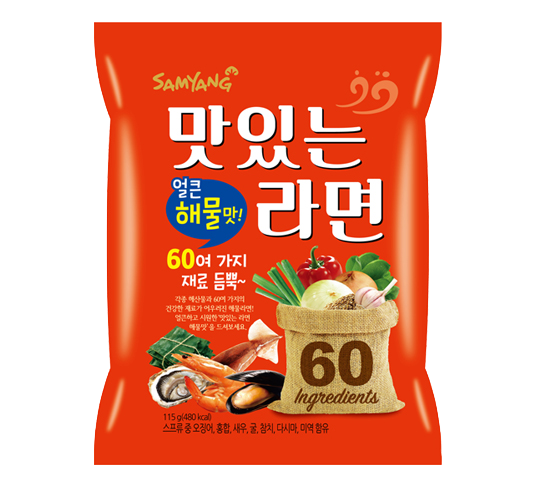 SAMYANG
맛있는
라면
얼큰
해물맛!
60여 가지
재료 듬뿍~
각종 해산물과 60여 가지의
건강한 재료가 어우러진 해물라면!
얼큰하고 시원한 '맛있는 라면
해물맛'을 드셔보세요.
60
Ingredients
115 g(480 kcal)
스프류 중 오징어, 홍합, 새우, 굴, 참치, 다시마, 미역 함유